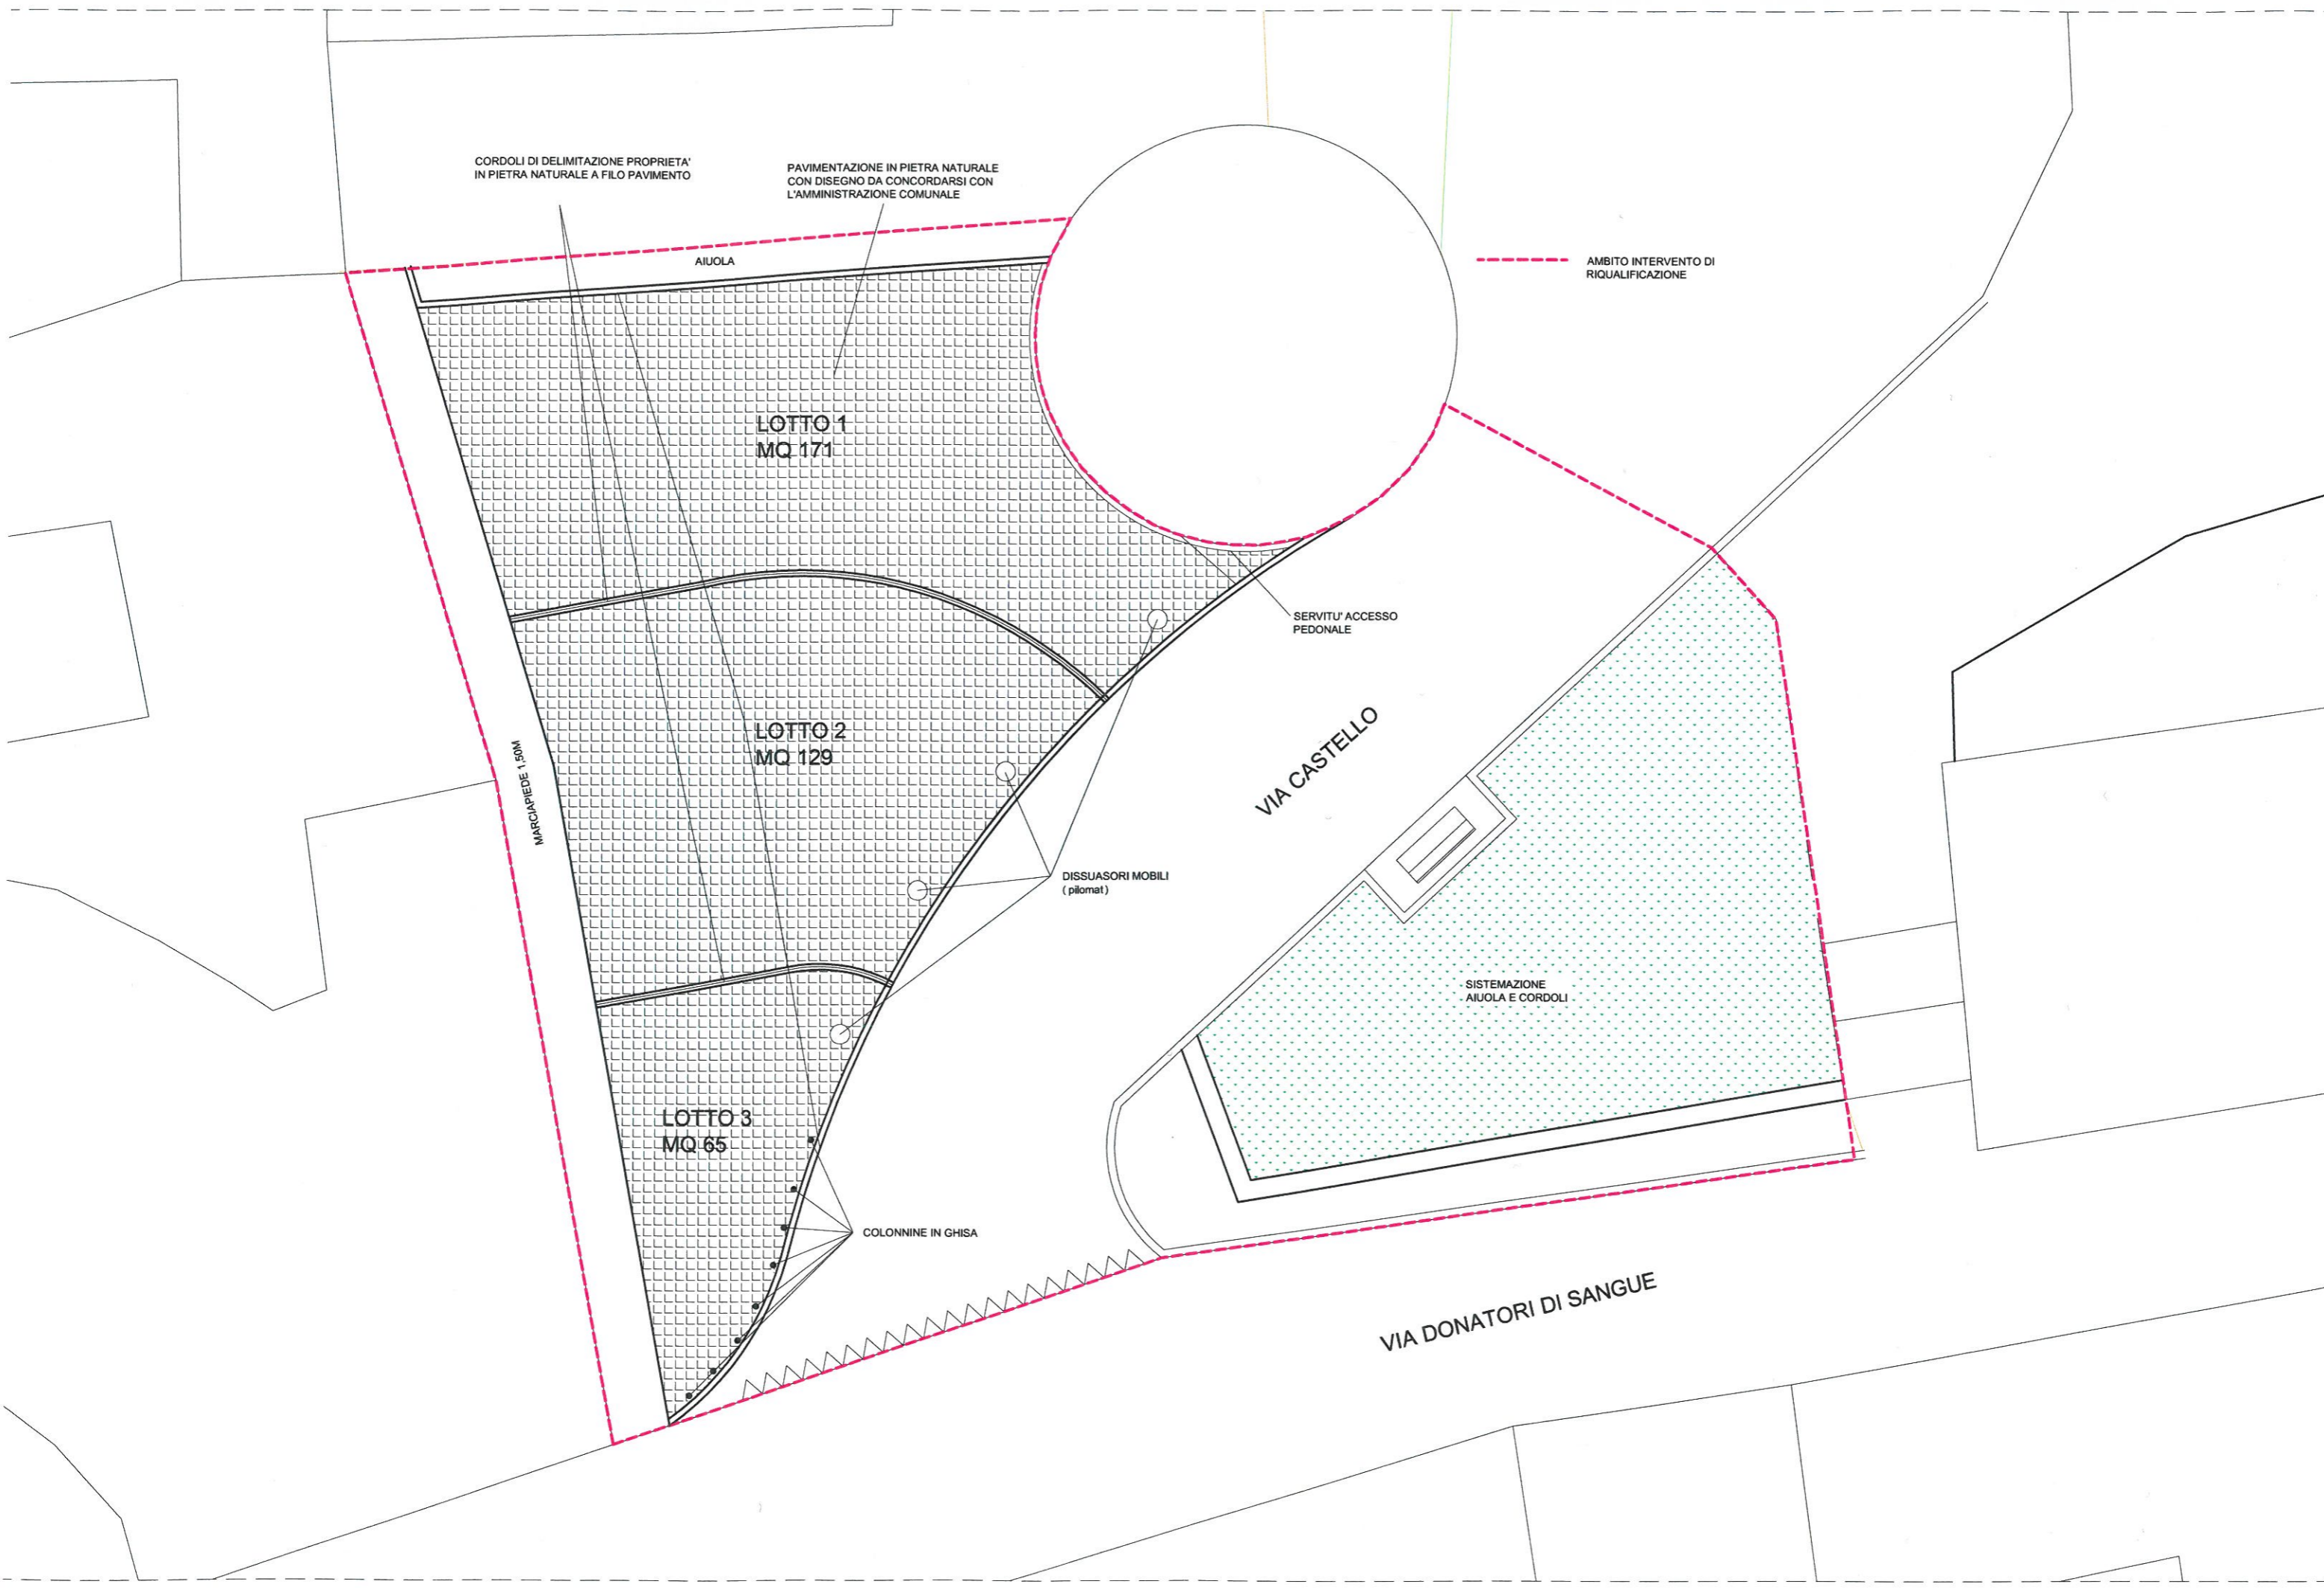 CORDOLI DI DELIMITAZIONE PROPRIETA'
IN PIETRA NATURALE A FILO PAVIMENTO
PAVIMENTAZIONE IN PIETRA NATURALE
CON DISEGNO DA CONCORDARSI CON
L'AMMINISTRAZIONE COMUNALE
AIUOLA
AMBITO INTERVENTO DI
RIQUALIFICAZIONE
LOTTO 1
MQ 171
SERVITU' ACCESSO
PEDONALE
LOTTO 2
MQ 129
VIA CASTELLO
MARCIAPIEDE 1,50M
DISSUASORI MOBILI
( pilomat )
SISTEMAZIONE
AIUOLA E CORDOLI
LOTTO 3
MQ 65
COLONNINE IN GHISA
VIA DONATORI DI SANGUE